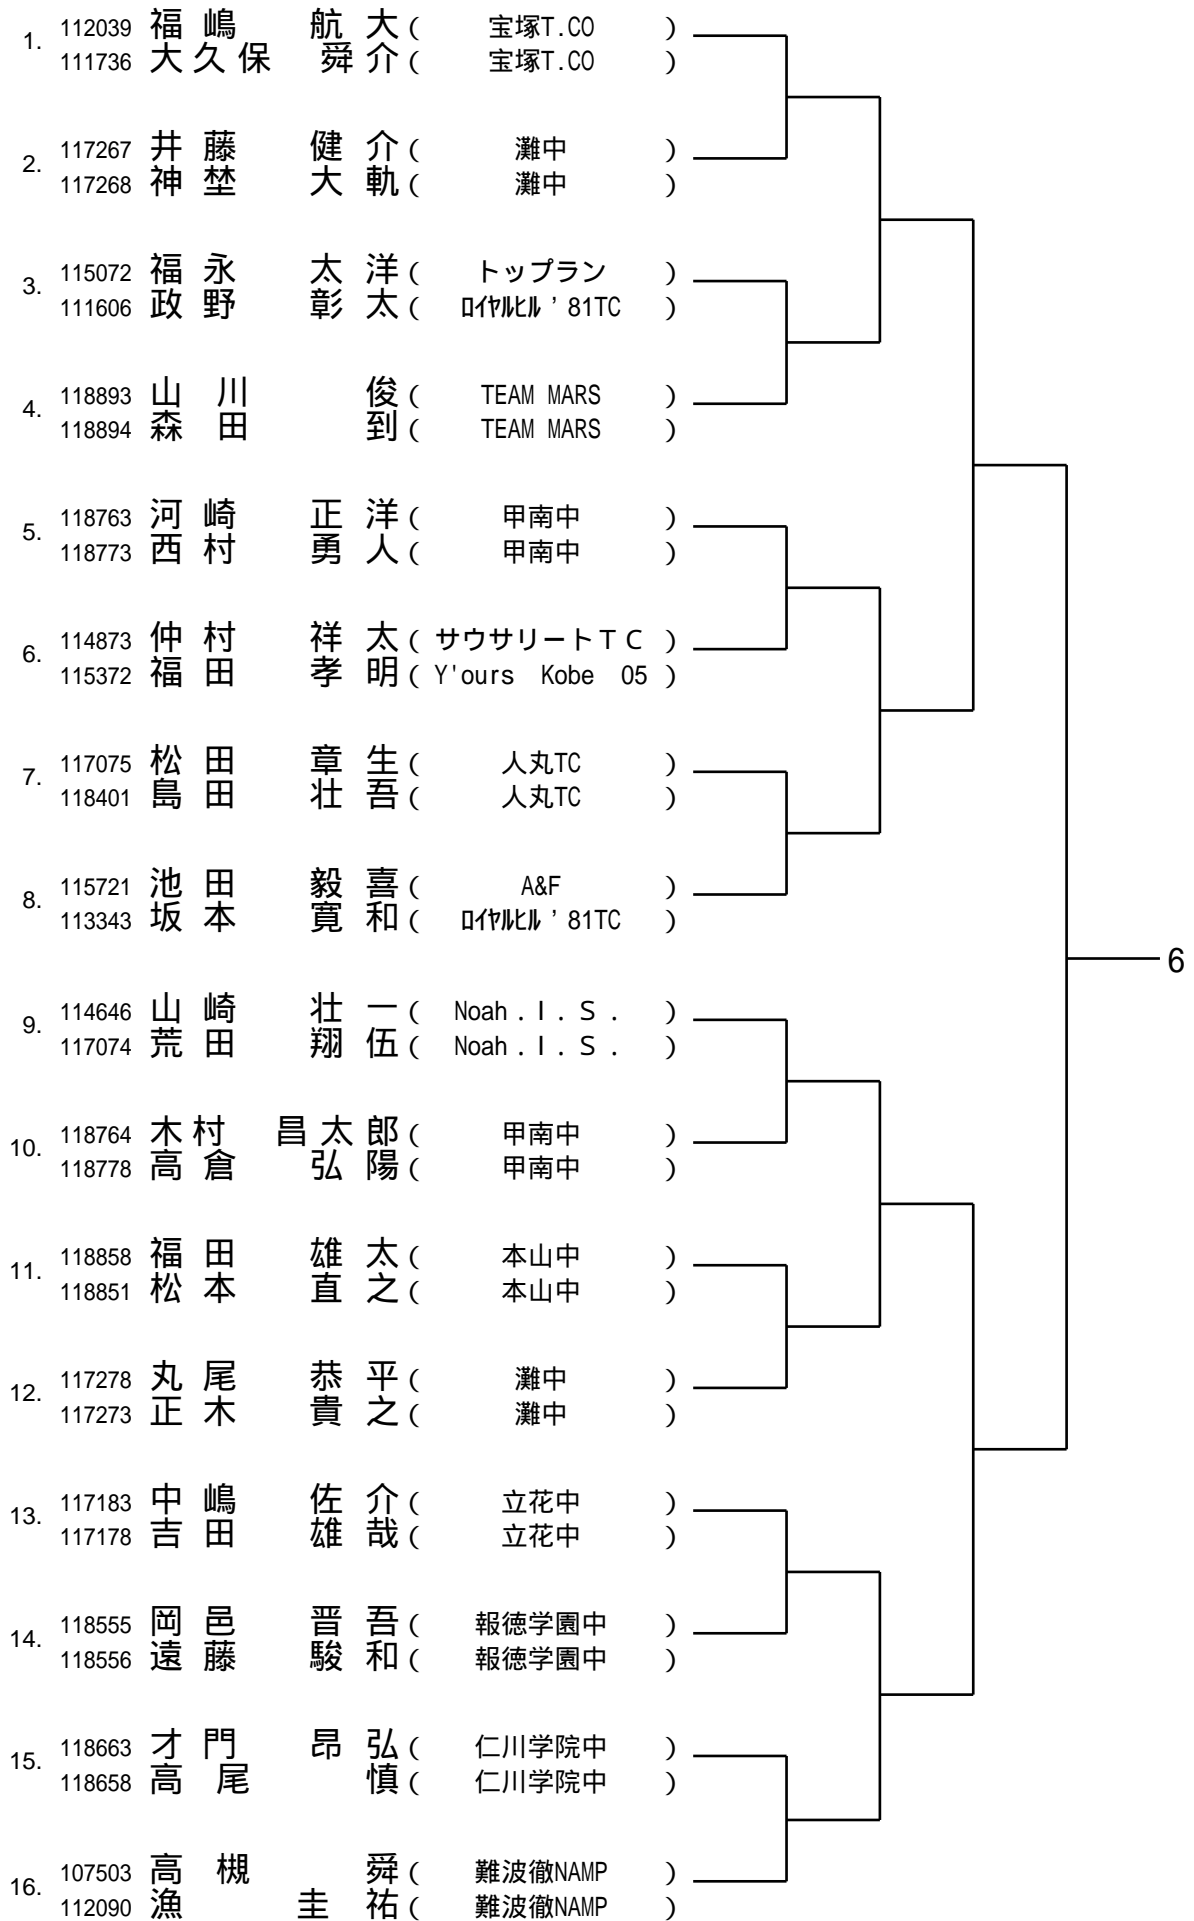 1. 112039 福嶋 航大 ( 宝塚T.CO )
111736 大久保 舜介 ( 宝塚T.CO )
2. 117267 井藤 健介 ( 灘中 )
117268 神埜 大軌 ( 灘中 )
3. 115072 福永 太洋 ( トップラン )
111606 政野 彰太 ( ﾛｲﾔﾙﾋﾙ’81TC )
4. 118893 山川 俊 ( TEAM MARS )
118894 森田 到 ( TEAM MARS )
5. 118763 河崎 正洋 ( 甲南中 )
118773 西村 勇人 ( 甲南中 )
6. 114873 仲村 祥太 ( サウサリートＴＣ )
115372 福田 孝明 ( Y'ours Kobe 05 )
7. 117075 松田 章生 ( 人丸TC )
118401 島田 壮吾 ( 人丸TC )
8. 115721 池田 毅喜 ( A&F )
113343 坂本 寛和 ( ﾛｲﾔﾙﾋﾙ’81TC )
6
9. 114646 山崎 壮一 ( Noah．Ｉ．Ｓ． )
117074 荒田 翔伍 ( Noah．Ｉ．Ｓ． )
10. 118764 木村 昌太郎 ( 甲南中 )
118778 高倉 弘陽 ( 甲南中 )
11. 118858 福田 雄太 ( 本山中 )
118851 松本 直之 ( 本山中 )
12. 117278 丸尾 恭平 ( 灘中 )
117273 正木 貴之 ( 灘中 )
13. 117183 中嶋 佐介 ( 立花中 )
117178 吉田 雄哉 ( 立花中 )
14. 118555 岡邑 晋吾 ( 報徳学園中 )
118556 遠藤 駿和 ( 報徳学園中 )
15. 118663 才門 昂弘 ( 仁川学院中 )
118658 高尾 慎 ( 仁川学院中 )
16. 107503 高槻 舜 ( 難波徹NAMP )
112090 漁 圭祐 ( 難波徹NAMP )